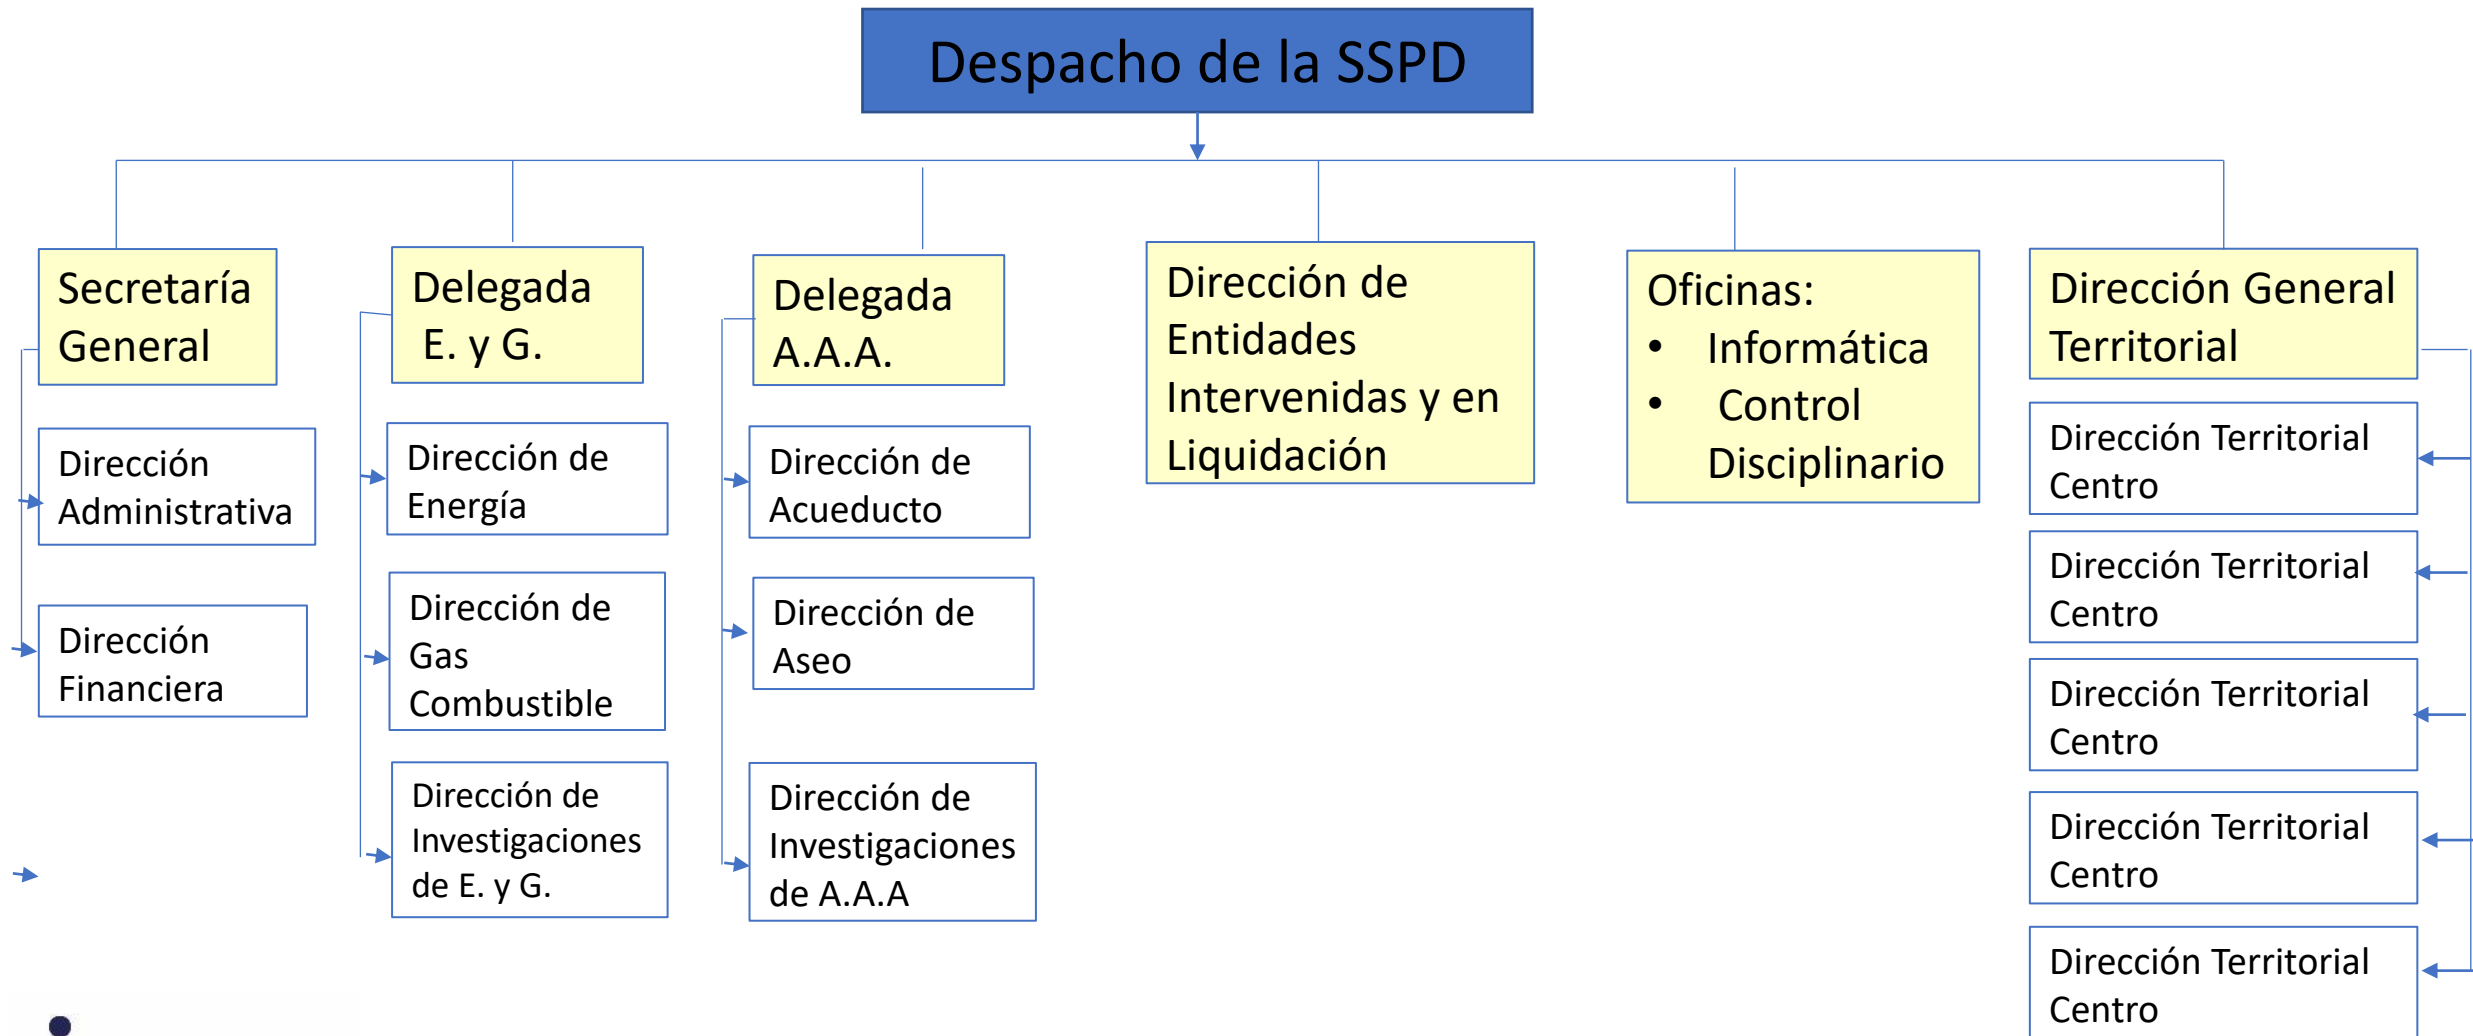 Despacho de la SSPD
Secretaría
General
Dirección
Administrativa
Dirección
Financiera
Delegada
E. y G.
Dirección de
Energía
Dirección de
Gas
Combustible
Dirección de
Investigaciones
de E. y G.
Delegada
A.A.A.
Dirección de
Acueducto
Dirección de
Aseo
Dirección de
Investigaciones
de A.A.A
Dirección de
Entidades
Intervenidas y en
Liquidación
Oficinas:
• Informática
• Control
Disciplinario
Dirección General
Territorial
Dirección Territorial
Centro
Dirección Territorial
Centro
Dirección Territorial
Centro
Dirección Territorial
Centro
Dirección Territorial
Centro